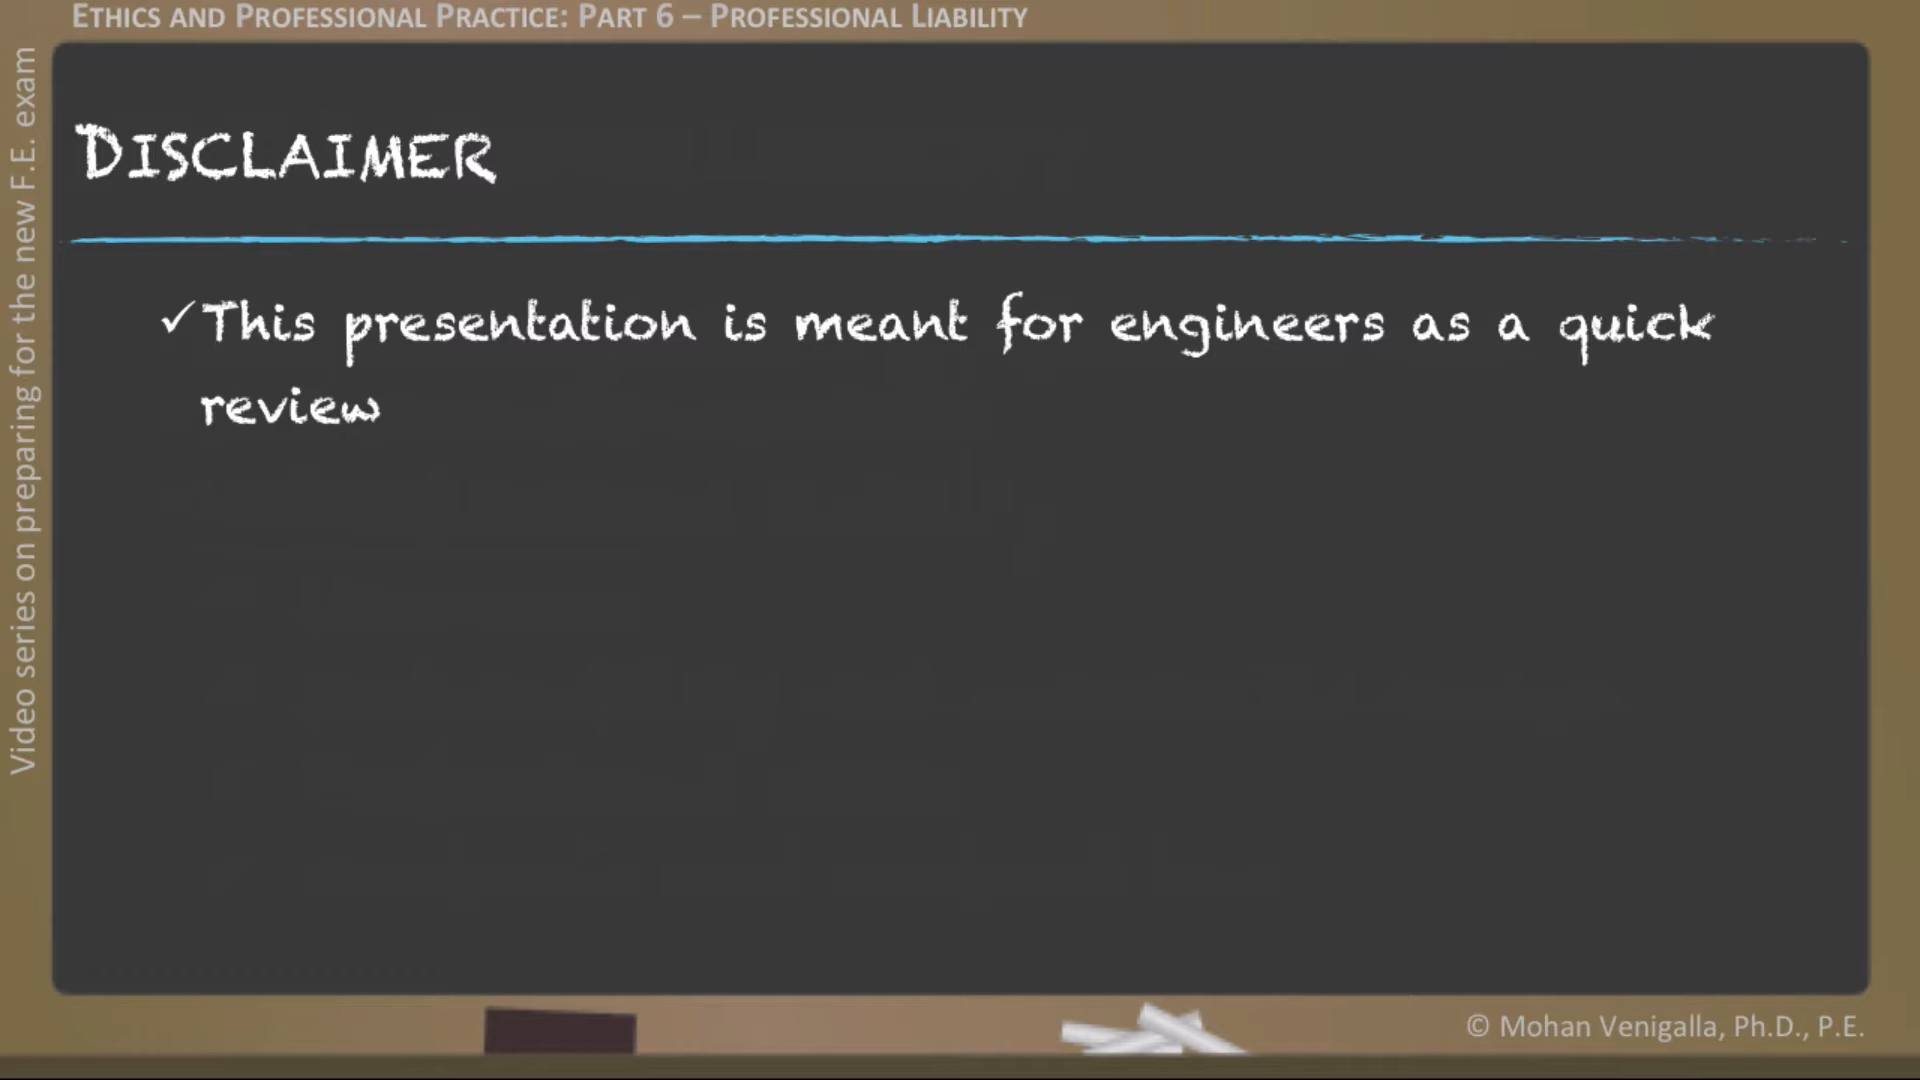 ETHICS AND PROFESSIONAL PRACTICE: PART 6 – PROFESSIONAL LIABILITY
Video series on preparing for the new F.E. exam
DISCLAIMER
✓This presentation is meant for engineers as a quick
review
© Mohan Venigalla, Ph.D., P.E.